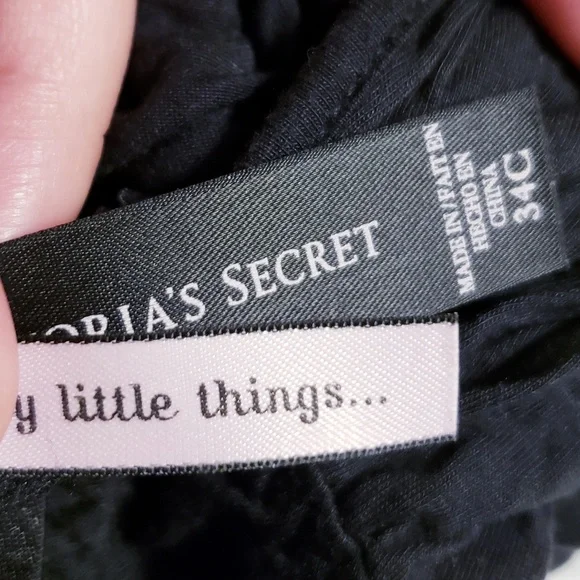 ORIA'S SECRET
MADE IN/FAIT EN
HECHO EN
CHINA
34C
y little things...